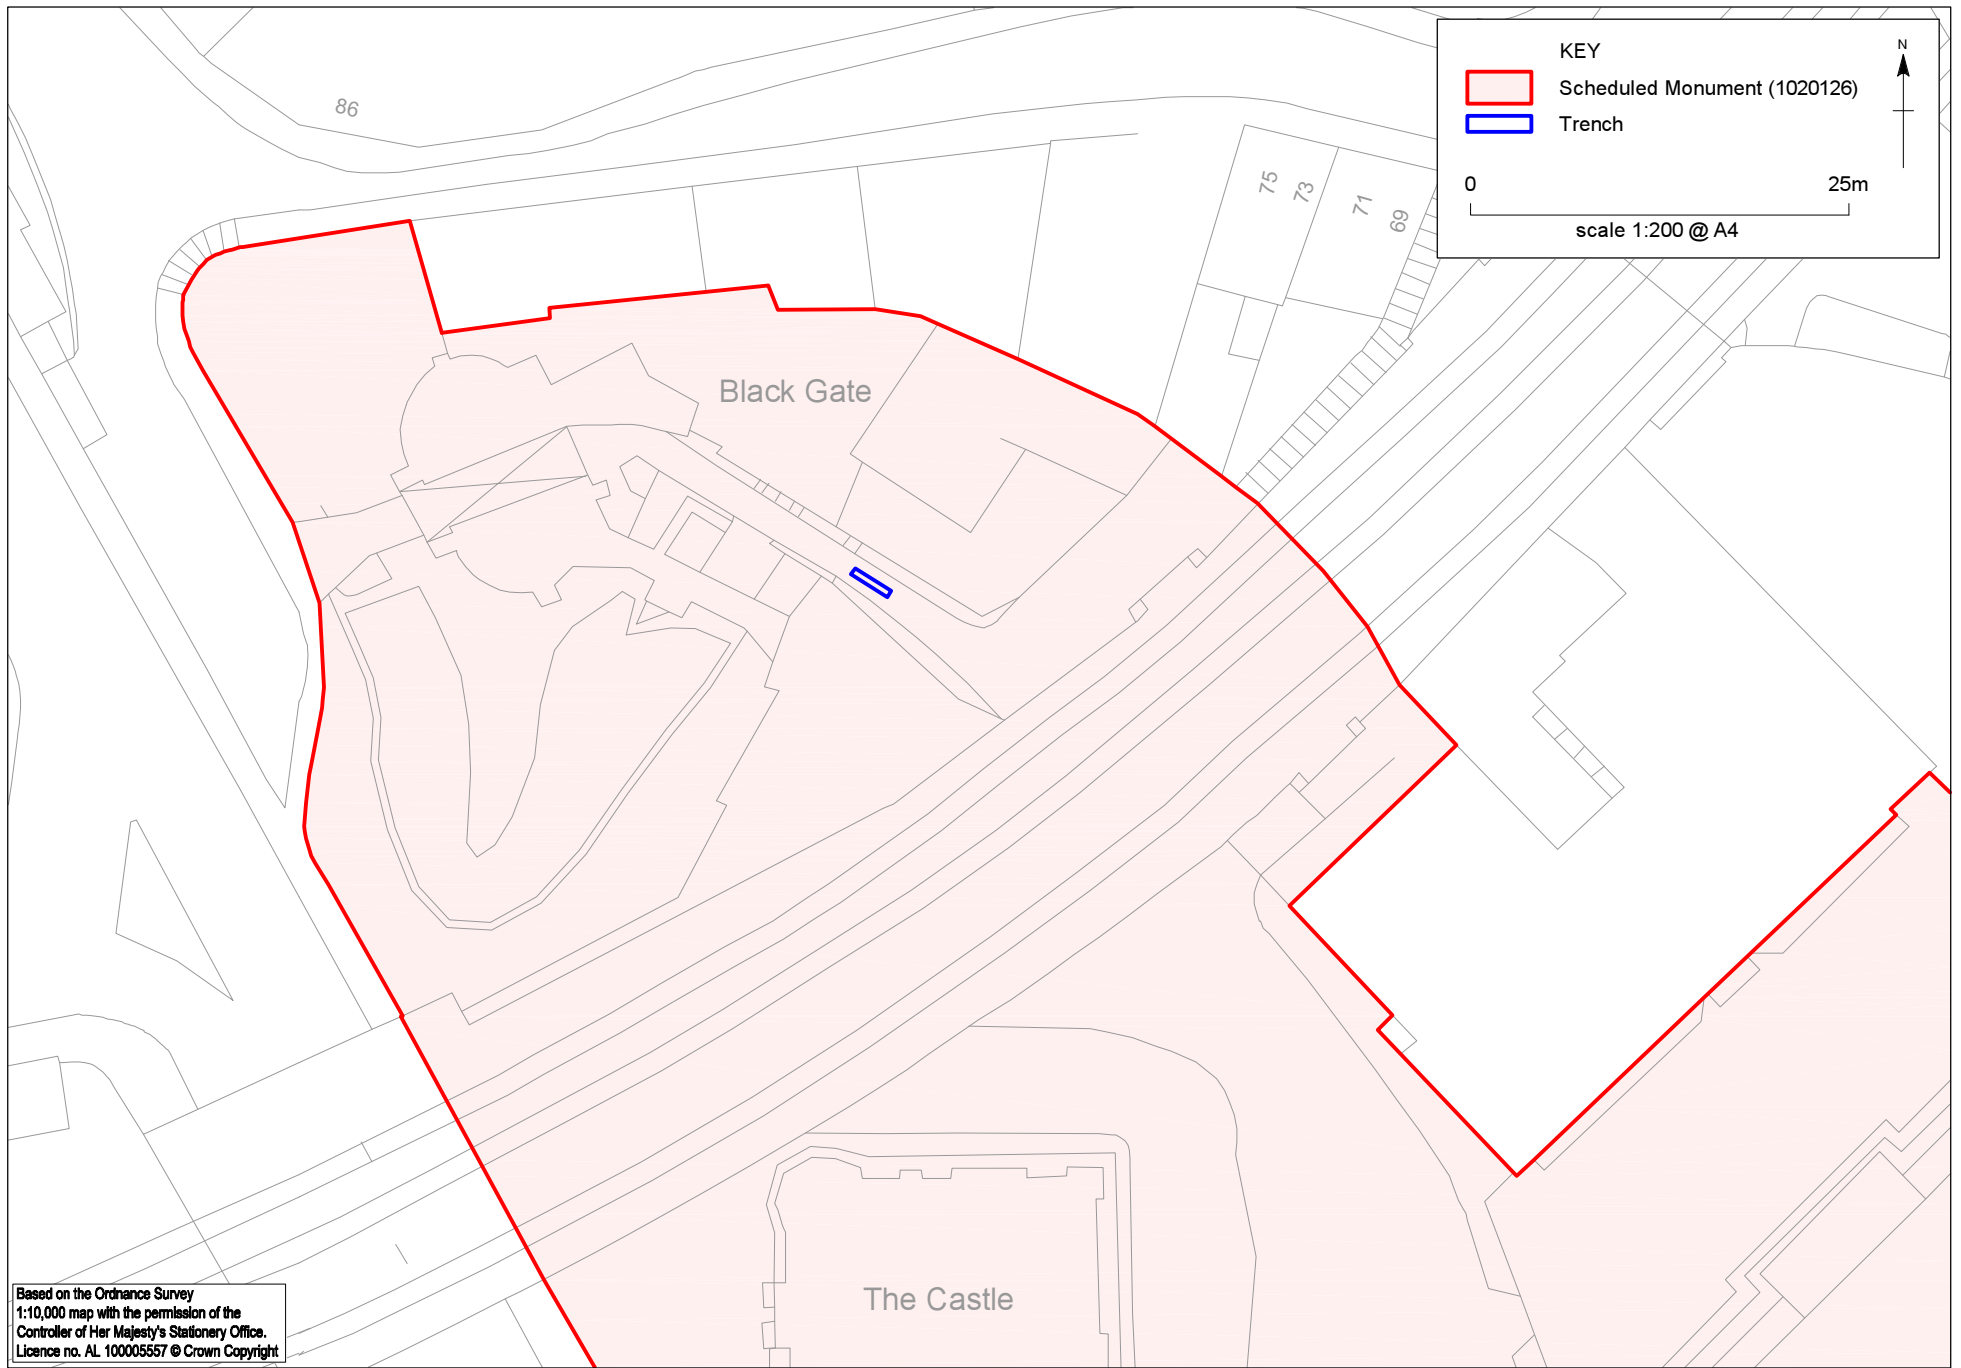 KEY
N
Scheduled Monument (1020126)
Trench
0 25m
scale 1:200 @ A4
86
75
73
71
69
Black Gate
The Castle
Based on the Ordnance Survey
1:10,000 map with the permission of the
Controller of Her Majesty's Stationery Office.
Licence no. AL 100005557 © Crown Copyright